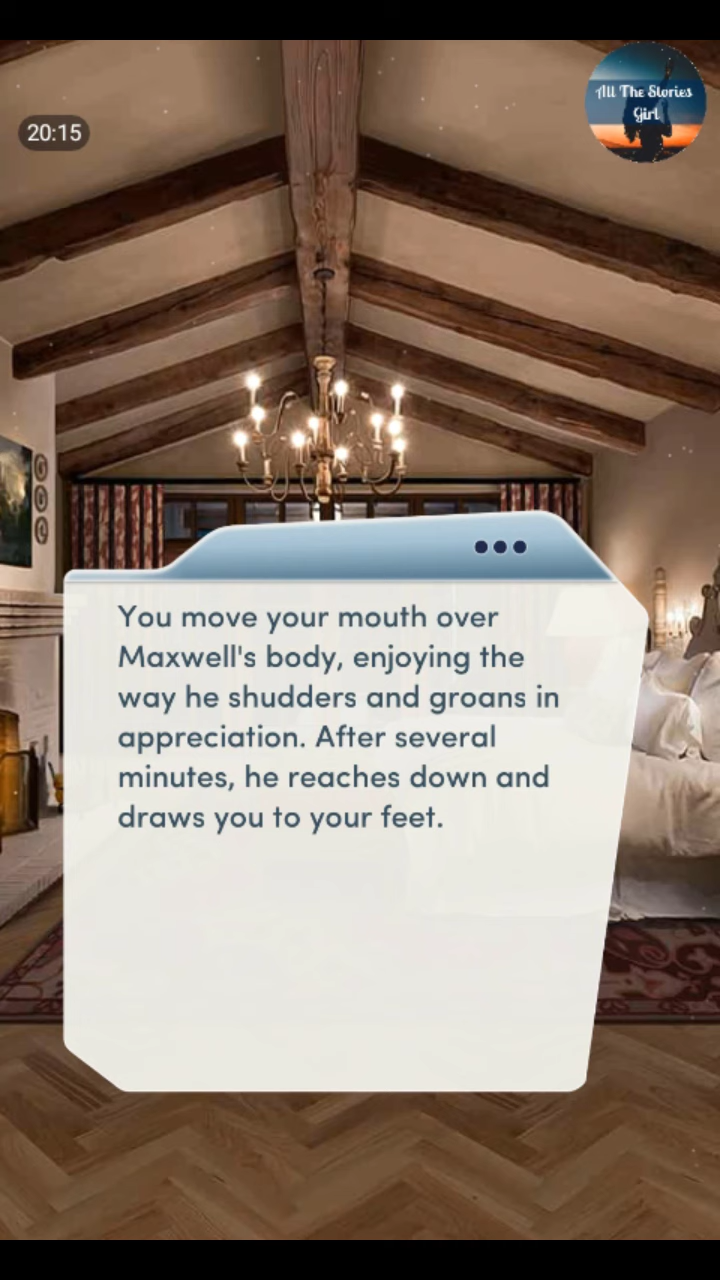 All The Stories
Girl
20:15
You move your mouth over
Maxwell's body, enjoying the
way he shudders and groans in
appreciation. After several
minutes, he reaches down and
draws you to your feet.